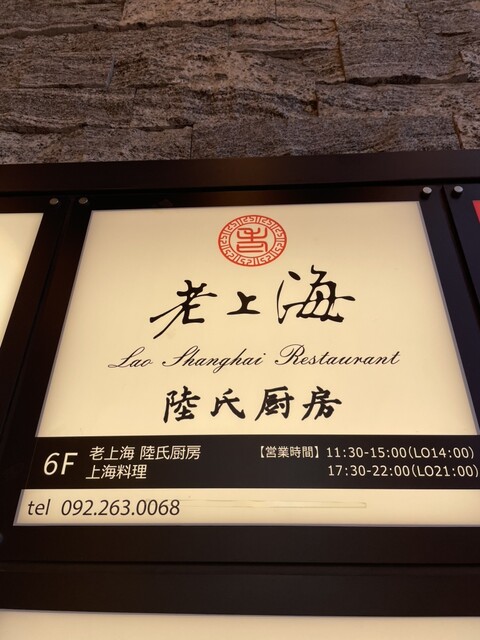 老上海
Lao Shanghai Restaurant
陸氏厨房
6F 老上海 陸氏厨房 【営業時間】11:30-15:00(LO14:00)
上海料理 17:30-22:00(LO21:00)
tel 092.263.0068